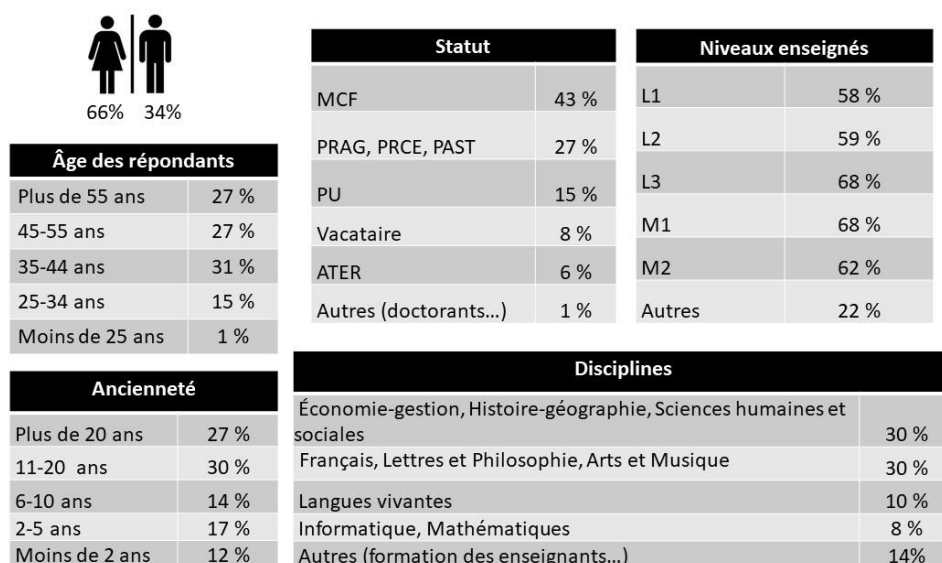 66% 34%
Âge des répondants
Plus de 55 ans 27 %
45-55 ans 27 %
35-44 ans 31 %
25-34 ans 15 %
Moins de 25 ans 1 %
Ancienneté
Plus de 20 ans 27 %
11-20 ans 30 %
6-10 ans 14 %
2-5 ans 17 %
Moins de 2 ans 12 %
Statut
MCF 43 %
PRAG, PRCE, PAST 27 %
PU 15 %
Vacataire 8 %
ATER 6 %
Autres (doctorants...) 1 %
Niveaux enseignés
L1 58 %
L2 59 %
L3 68 %
M1 68 %
M2 62 %
Autres 22 %
Disciplines
Économie-gestion, Histoire-géographie, Sciences humaines et
sociales 30 %
Français, Lettres et Philosophie, Arts et Musique 30 %
Langues vivantes 10 %
Informatique, Mathématiques 8 %
Autres (formation des enseignants...) 14%